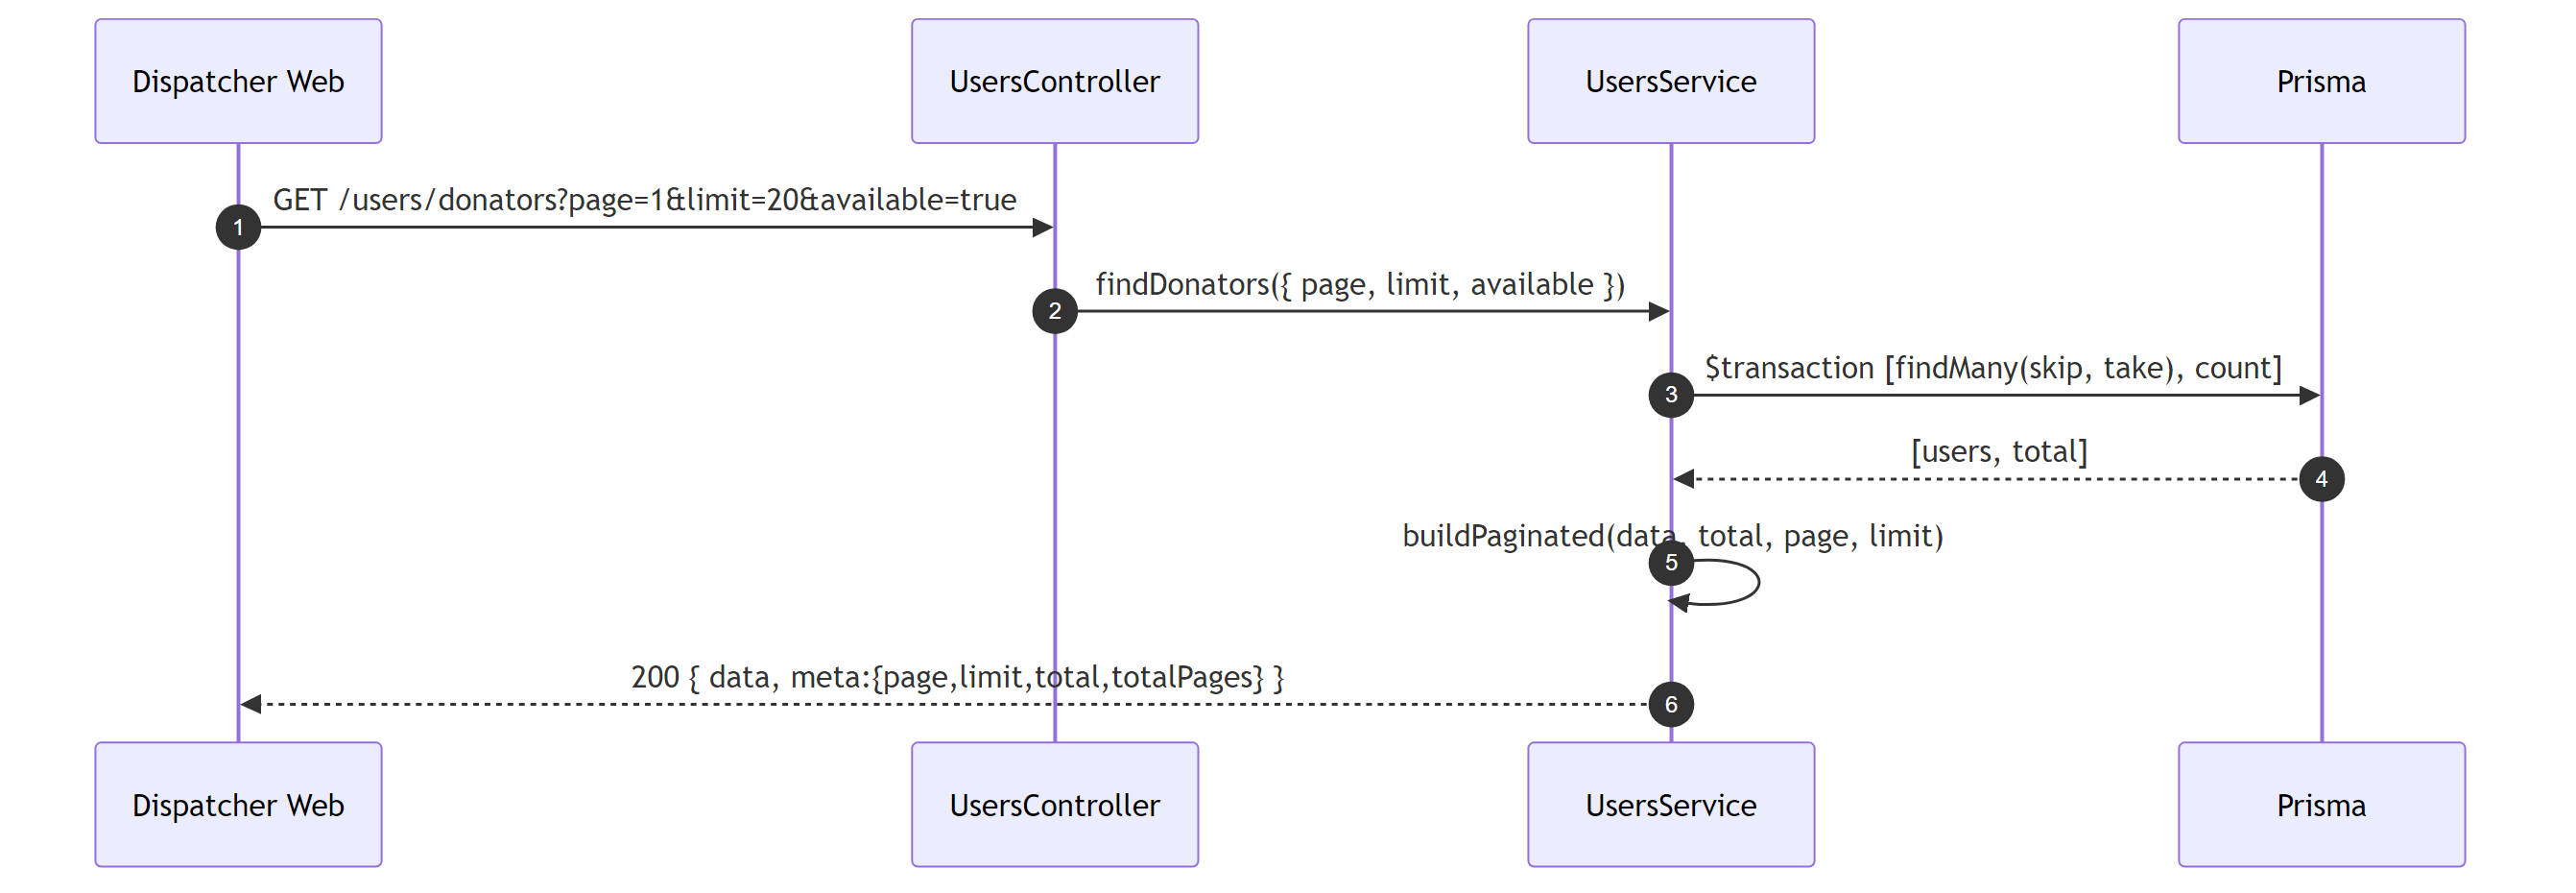 Dispatcher Web
UsersController
UsersService
Prisma
GET /users/donators?page=1&limit=20&available=true
1
findDonators({ page, limit, available })
2
$transaction [findMany(skip, take), count]
3
[users, total]
4
buildPaginated(data, total, page, limit)
5
200 { data, meta:{page,limit,total,totalPages} }
6
Dispatcher Web
UsersController
UsersService
Prisma